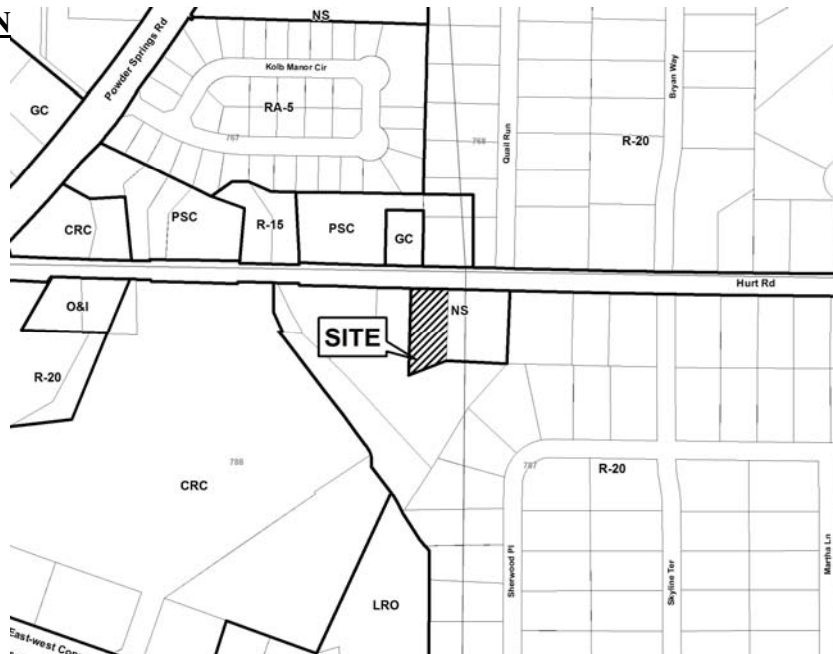 N
NS
Powder Springs Rd
Kolb Manor Cir
GC
RA-5
767
768
Quail Run
Bryan Way
R-20
CRC
PSC
R-15
PSC
GC
Hurt Rd
O&I
NS
SITE
R-20
788
CRC
787
R-20
Sherwood Pl
Skyline Ter
Martha Ln
LRO
East-west Con